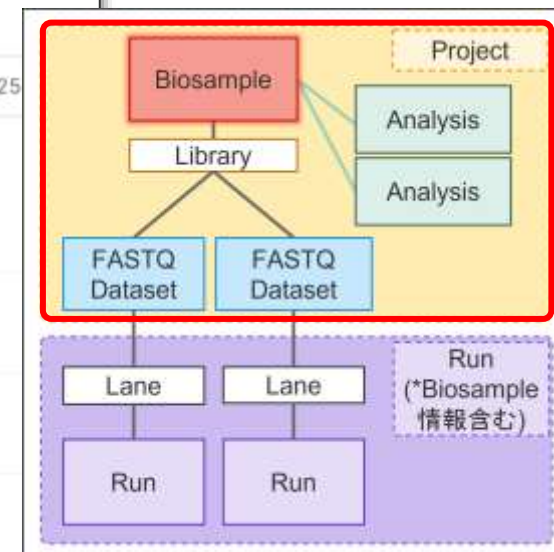 25
Project
Biosample
Analysis
Library
Analysis
FASTQ
Dataset
FASTQ
Dataset
Run
(*Biosample
情報含む)
Lane
Lane
Run
Run